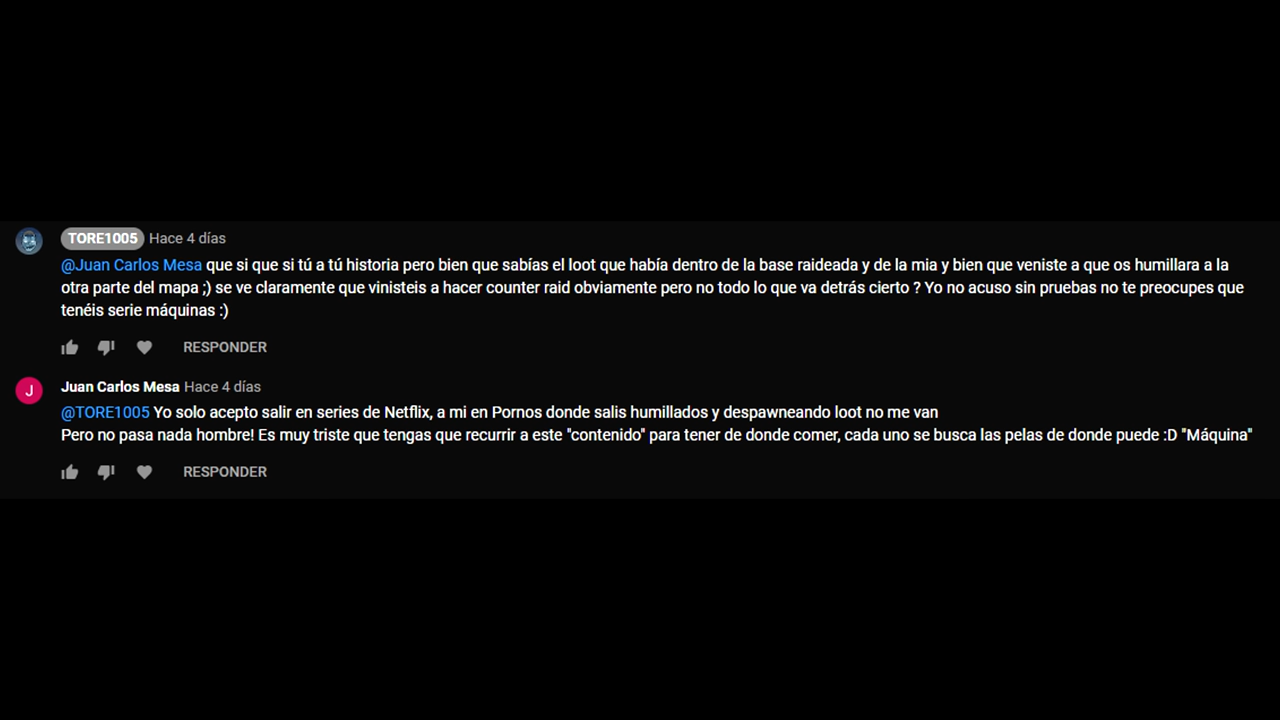 TORE1005 Hace 4 días
@Juan Carlos Mesa que si que si tú a tú historia pero bien que sabías el loot que había dentro de la base raideada y de la mia y bien que veniste a que os humillara a la
otra parte del mapa ;) se ve claramente que vinisteis a hacer counter raid obviamente pero no todo lo que va detrás cierto ? Yo no acuso sin pruebas no te preocupes que
tenéis serie máquinas :)
RESPONDER
J
Juan Carlos Mesa Hace 4 días
@TORE1005 Yo solo acepto salir en series de Netflix, a mi en Pornos donde salis humillados y despawneando loot no me van
Pero no pasa nada hombre! Es muy triste que tengas que recurrir a este "contenido" para tener de donde comer, cada uno se busca las pelas de donde puede :D "Máquina"
RESPONDER